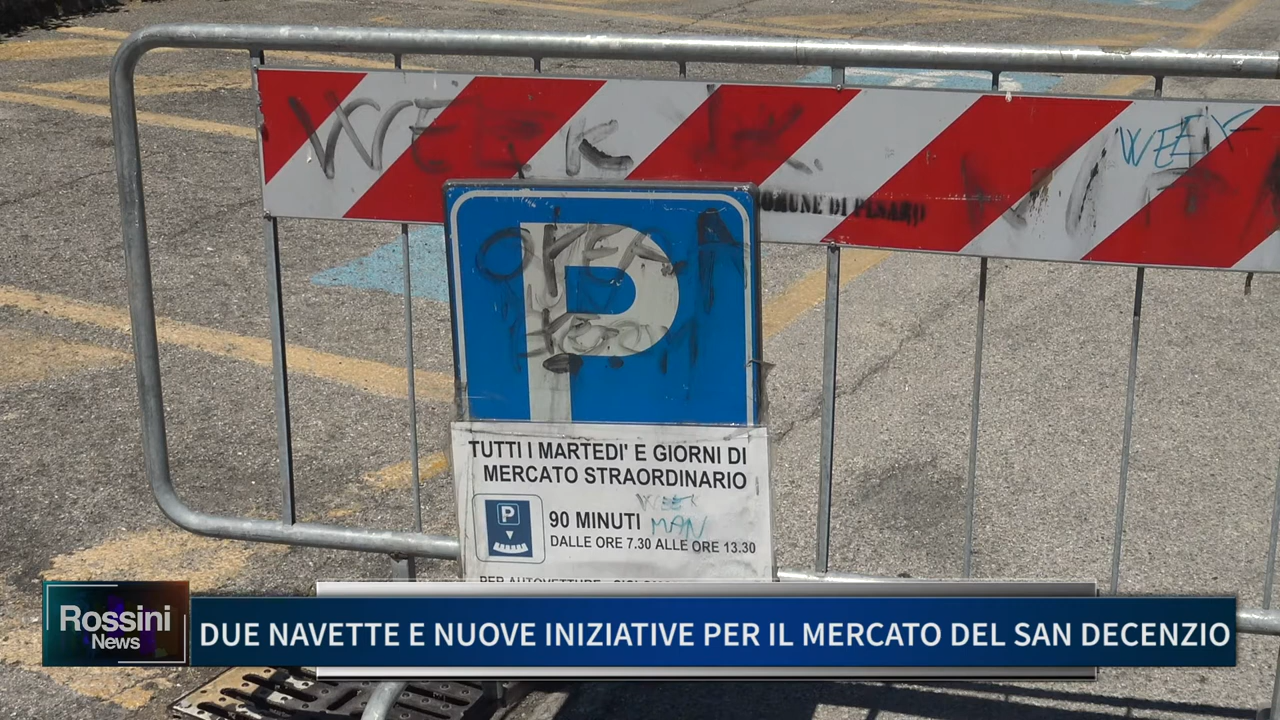 WEEK
WEEK
COMUNE DI PESARO
P
TUTTI I MARTEDI' E GIORNI DI
MERCATO STRAORDINARIO
P
WEEK
90 MINUTI MAN
DALLE ORE 7.30 ALLE ORE 13.30
Rossini
News
DUE NAVETTE E NUOVE INIZIATIVE PER IL MERCATO DEL SAN DECENZIO